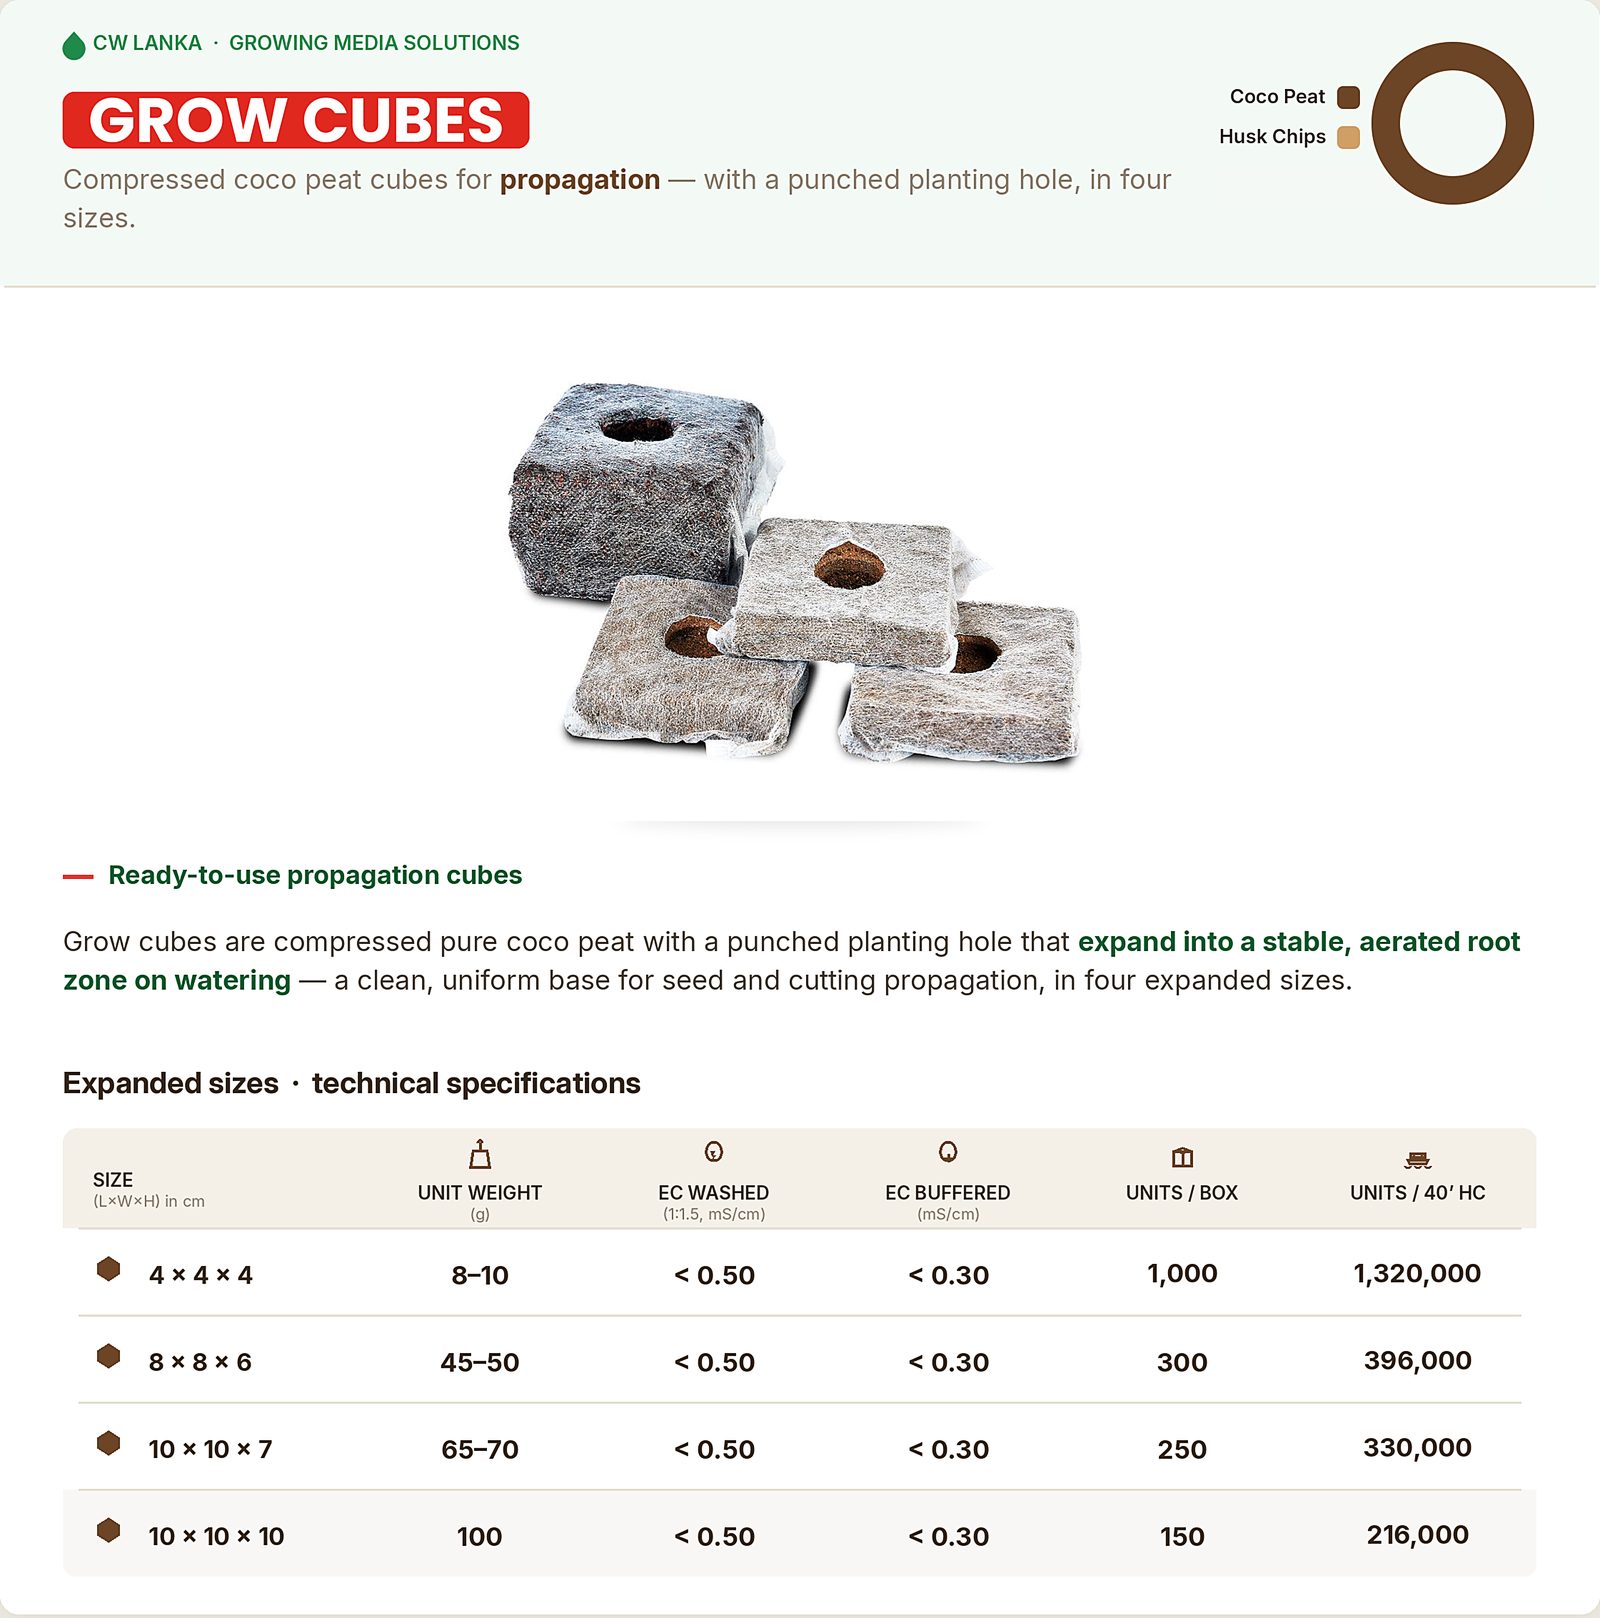 CW LANKA · GROWING MEDIA SOLUTIONS
GROW CUBES
Compressed coco peat cubes for propagation — with a punched planting hole, in four
sizes.
Coco Peat
Husk Chips
Ready-to-use propagation cubes
Grow cubes are compressed pure coco peat with a punched planting hole that expand into a stable, aerated root
zone on watering — a clean, uniform base for seed and cutting propagation, in four expanded sizes.
Expanded sizes · technical specifications
SIZE (L×W×H) in cm UNIT WEIGHT (g) EC WASHED (1:1.5, mS/cm) EC BUFFERED (mS/cm) UNITS / BOX UNITS / 40′ HC
4 × 4 × 4 8–10 < 0.50 < 0.30 1,000 1,320,000
8 × 8 × 6 45–50 < 0.50 < 0.30 300 396,000
10 × 10 × 7 65–70 < 0.50 < 0.30 250 330,000
10 × 10 × 10 100 < 0.50 < 0.30 150 216,000